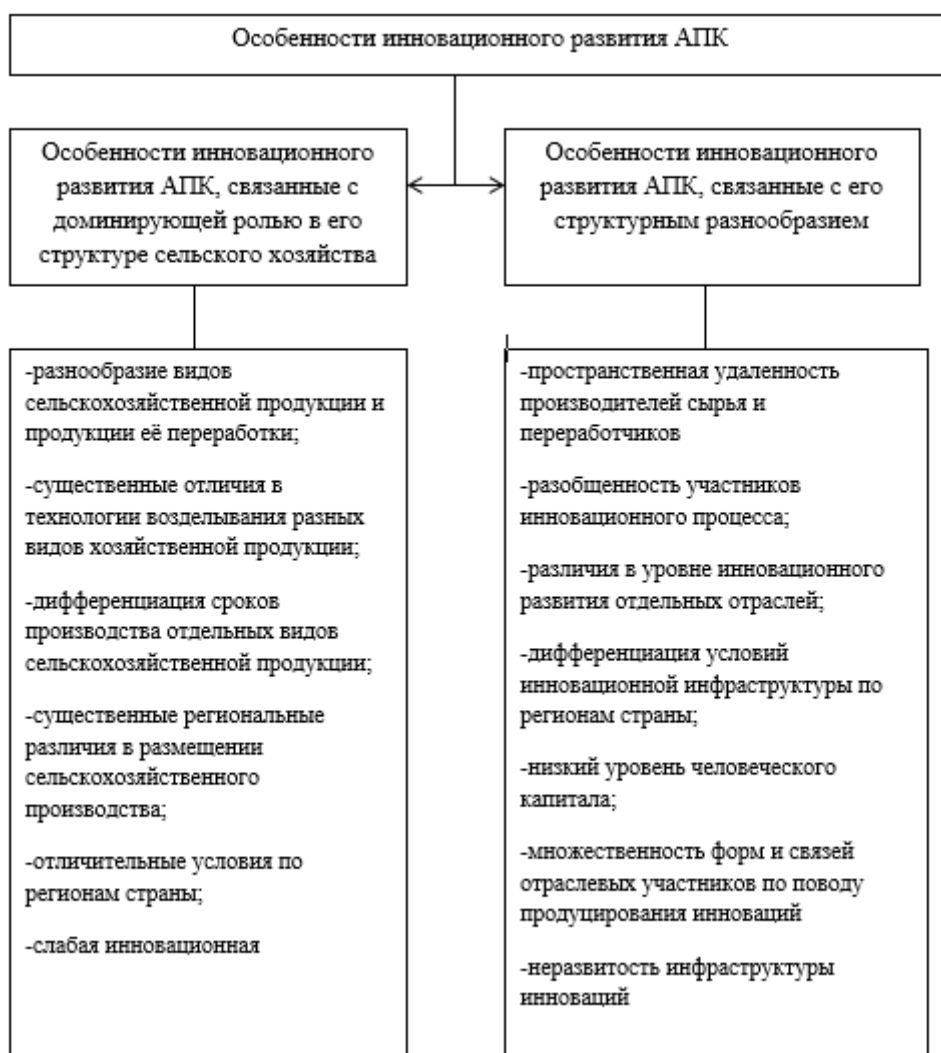 Особенности инновационного развития АПК
Особенности инновационного
развития АПК, связанные с
доминирующей ролью в его
структуре сельского хозяйства
Особенности инновационного
развития АПК, связанные с его
структурным разнообразием
-разнообразие видов
сельскохозяйственной продукции и
продукции её переработки;
-существенные отличия в
технологии возделывания разных
видов хозяйственной продукции;
-дифференциация сроков
производства отдельных видов
сельскохозяйственной продукции;
-существенные региональные
различия в размещении
сельскохозяйственного
производства;
-отличительные условия по
регионам страны;
-слабая инновационная
-пространственная удаленность
производителей сырья и
переработчиков
-разобщенность участников
инновационного процесса;
-различия в уровне инновационного
развития отдельных отраслей;
-дифференциация условий
инновационной инфраструктуры по
регионам страны;
-низкий уровень человеческого
капитала;
-множественность форм и связей
отраслевых участников по поводу
продуцирования инноваций
-неразвитость инфраструктуры
инноваций